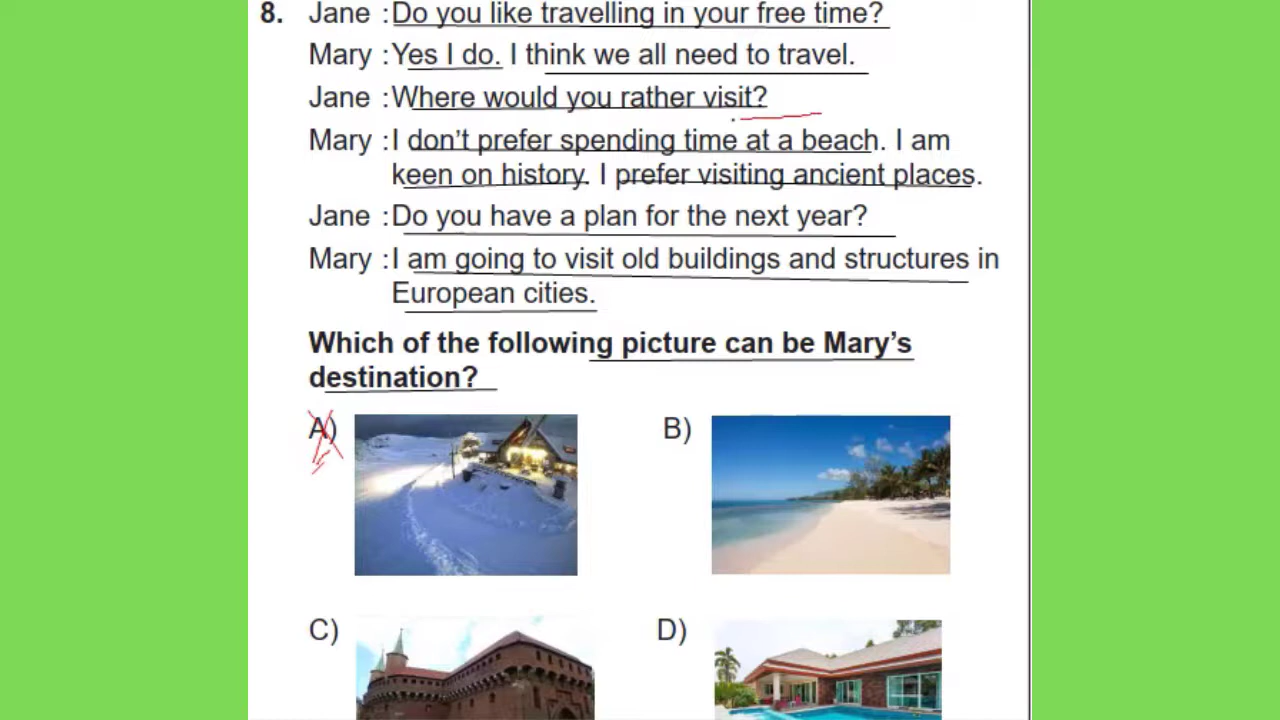 8. Jane : Do you like travelling in your free time?
Mary : Yes I do. I think we all need to travel.
Jane : Where would you rather visit?
Mary : I don't prefer spending time at a beach. I am
keen on history. I prefer visiting ancient places.
Jane : Do you have a plan for the next year?
Mary : I am going to visit old buildings and structures in
European cities.
Which of the following picture can be Mary's
destination?
A) B)
C) D)